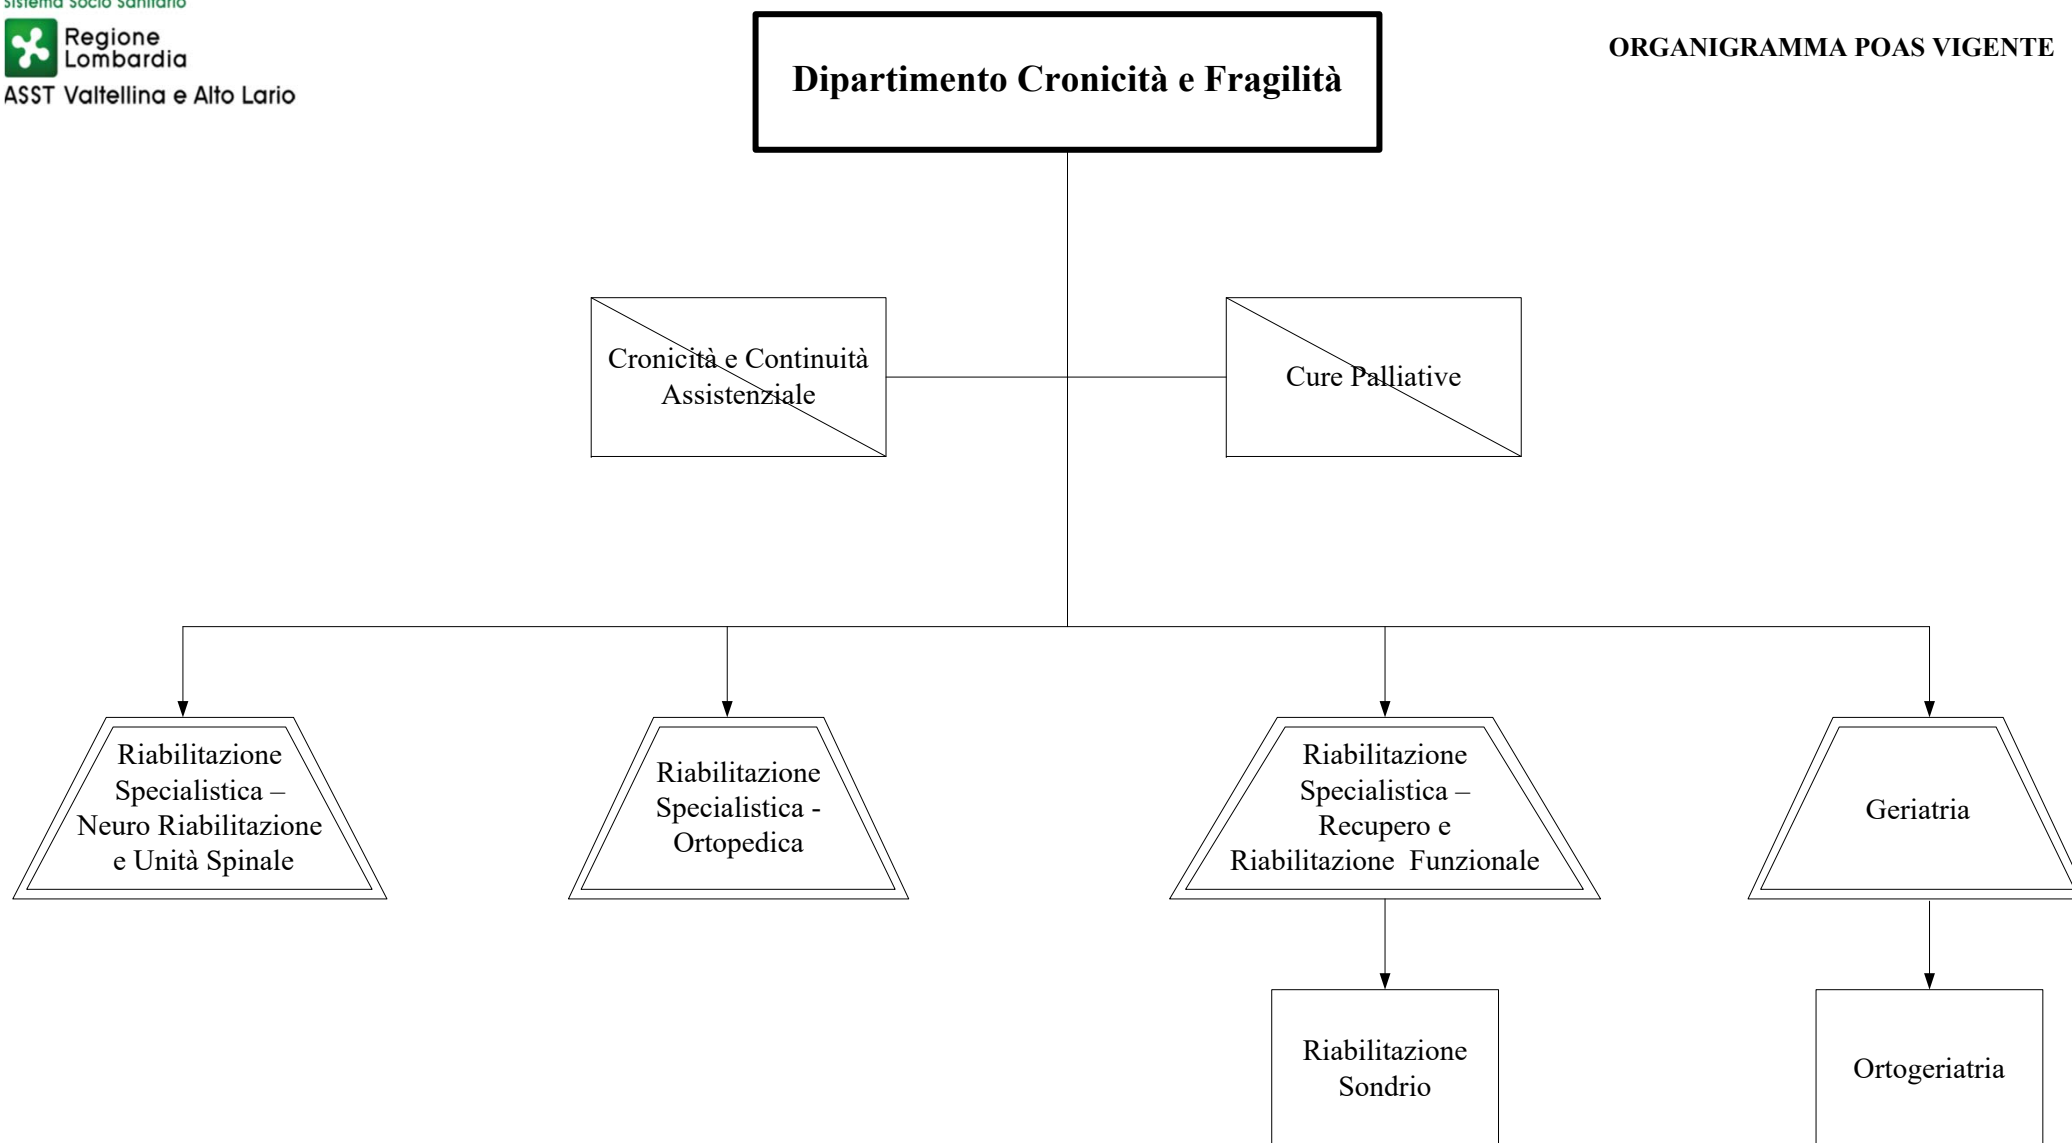 Sistema Socio Sanitario
Regione
Lombardia
ASST Valtellina e Alto Lario
Dipartimento Cronicità e Fragilità
ORGANIGRAMMA POAS VIGENTE
Cronicità e Continuità
Assistenziale
Cure Palliative
Riabilitazione
Specialistica –
Neuro Riabilitazione
e Unità Spinale
Riabilitazione
Specialistica -
Ortopedica
Riabilitazione
Specialistica –
Recupero e
Riabilitazione Funzionale
Geriatria
Riabilitazione
Sondrio
Ortogeriatria